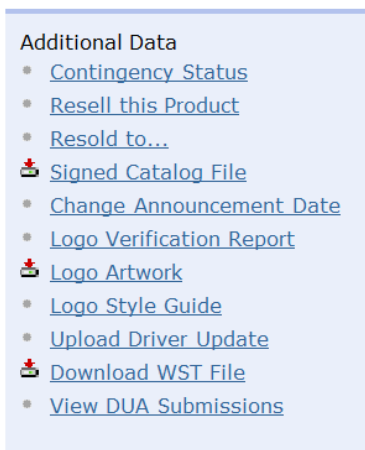 Additional Data
Contingency Status
Resell this Product
Resold to...
Signed Catalog File
Change Announcement Date
Logo Verification Report
Logo Artwork
Logo Style Guide
Upload Driver Update
Download WST File
View DUA Submissions